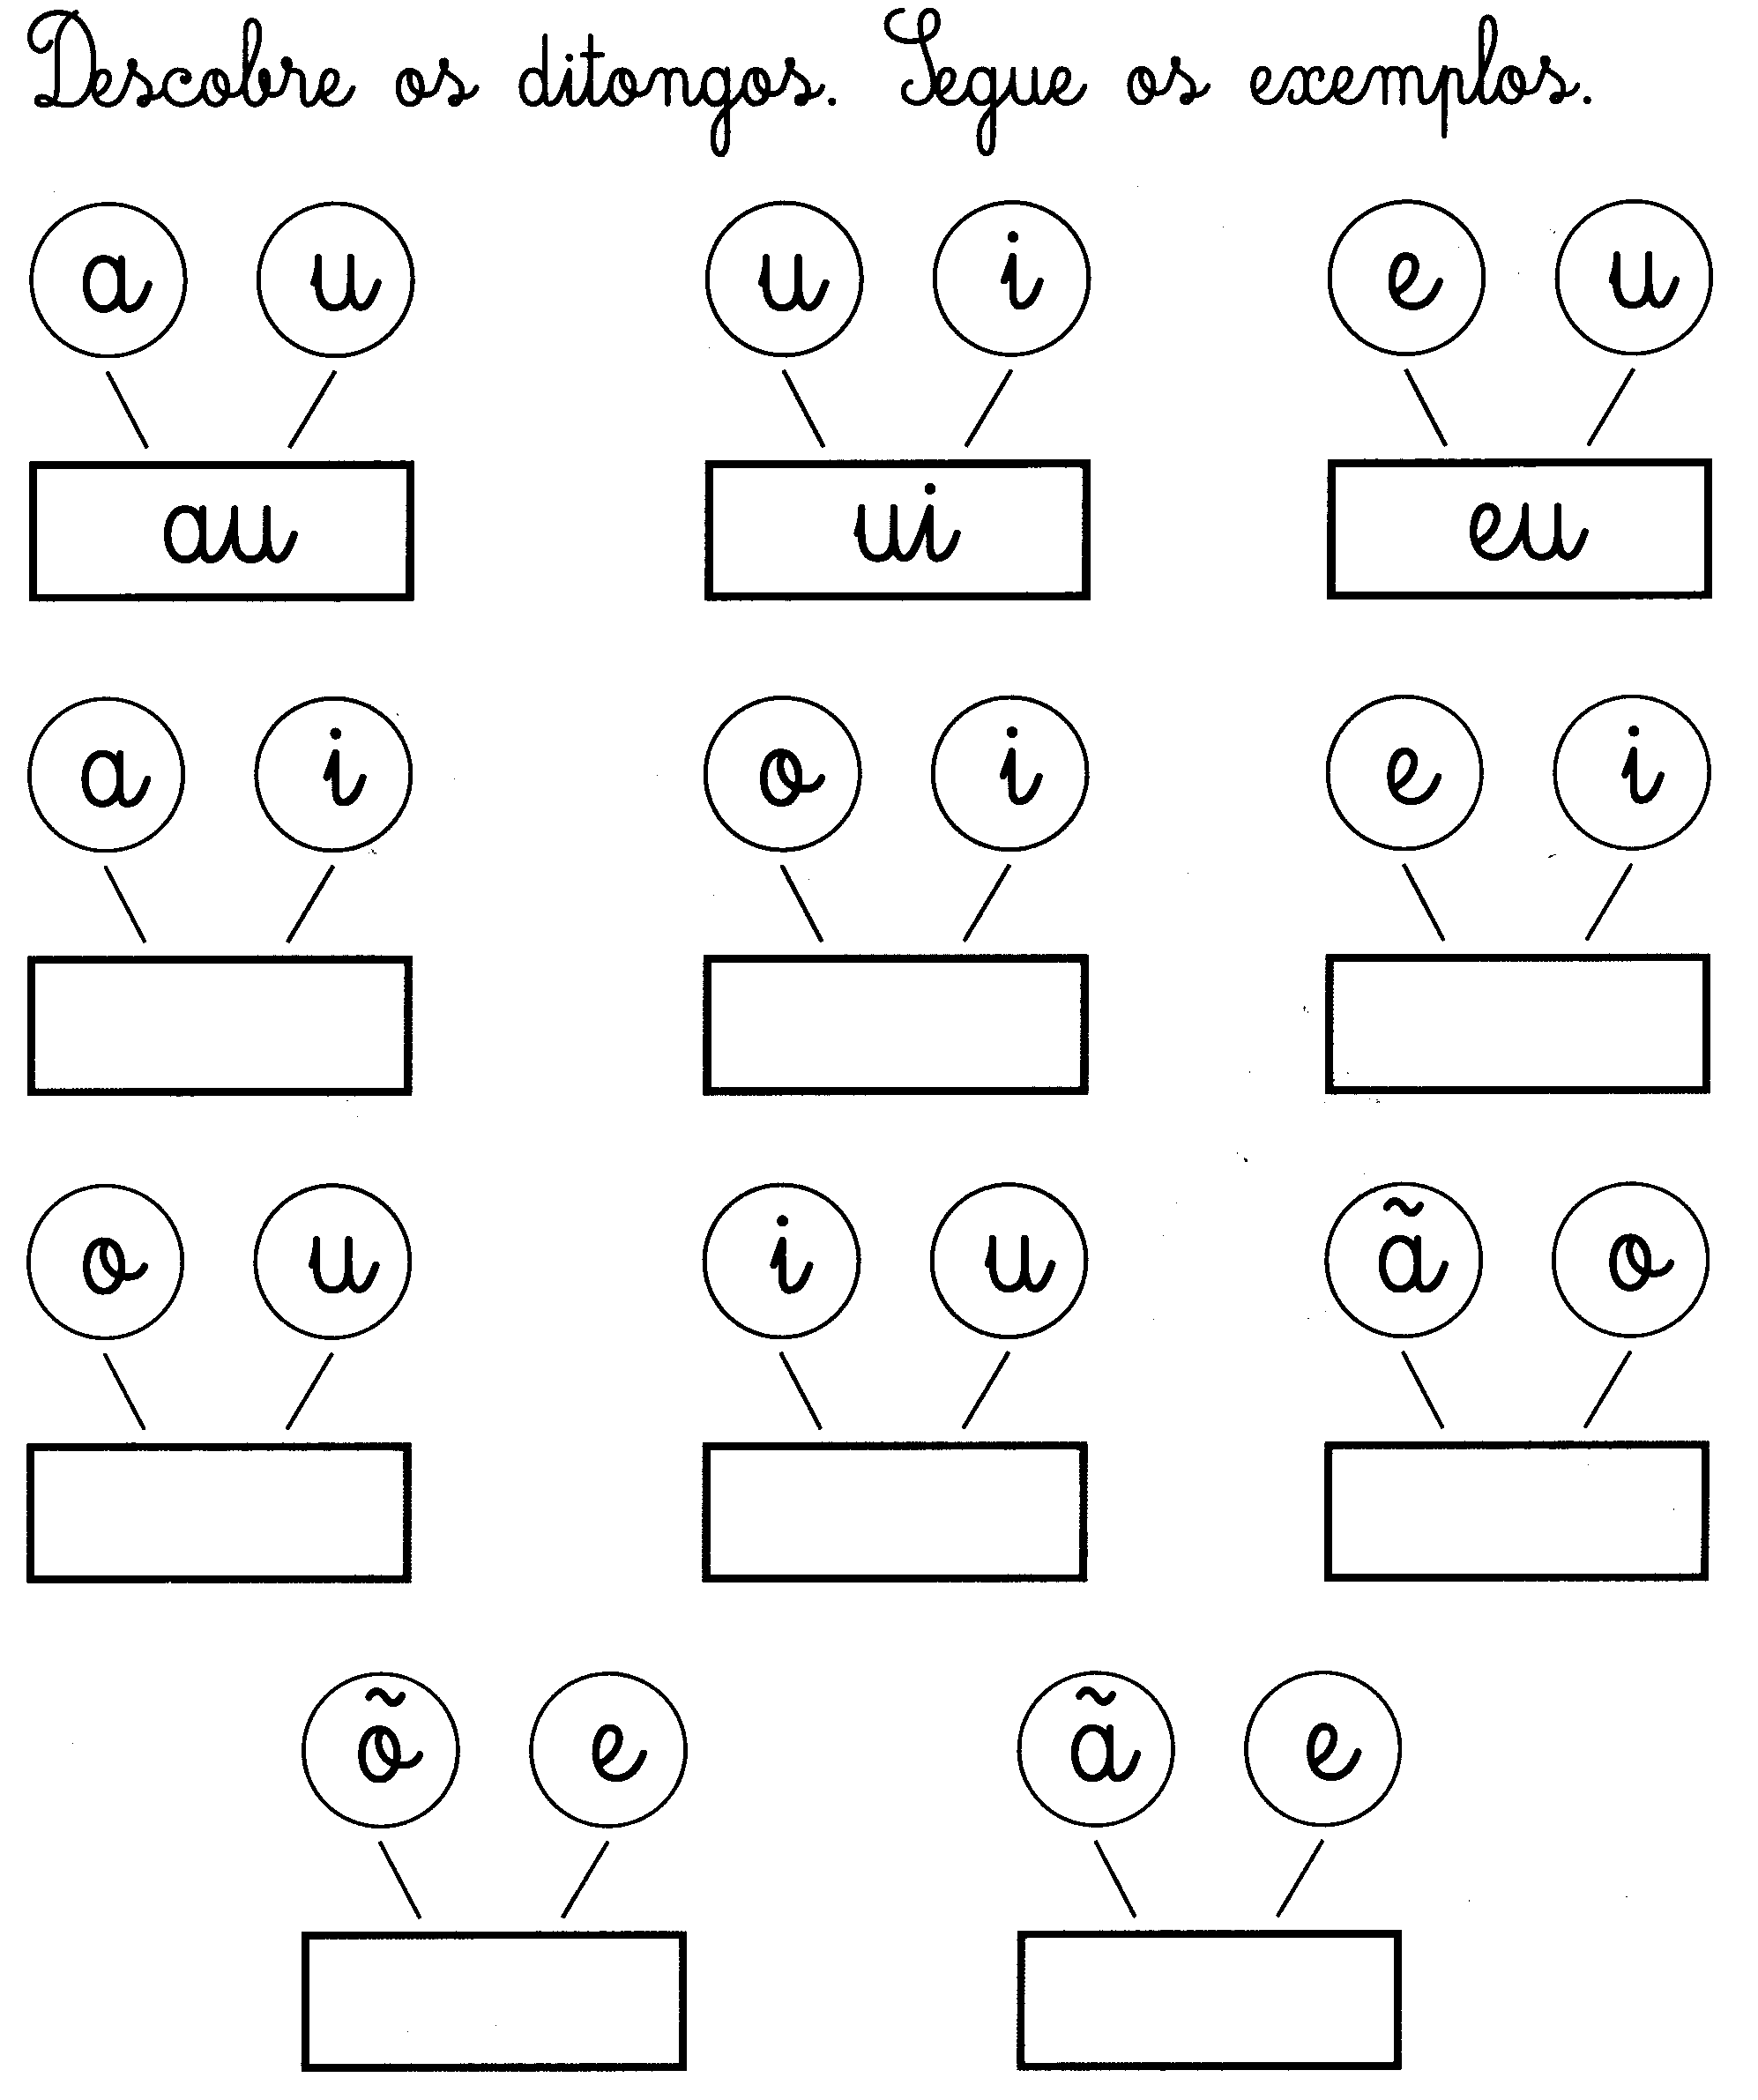 Descobre os ditongos. Segue os exemplos.
a u u i e u
au ui eu
a i o i e i
o u i u ã o
õ e ã e